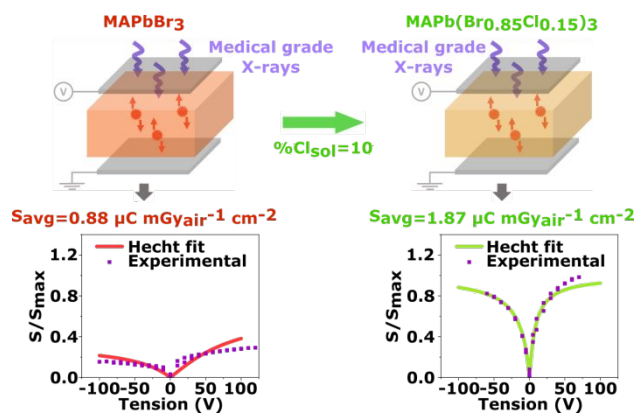 MAPbBr3
MAPb(Br0.85Cl0.15)3
Medical grade
X-rays
Medical grade
X-rays
V
V
%Clsol=10
Savg=0.88 μC mGyair-1 cm-2
Savg=1.87 μC mGyair-1 cm-2
Hecht fit
Experimental
S/Smax
1.2
0.8
0.4
0.0
-100-50 0 50 100
Tension (V)
Hecht fit
Experimental
S/Smax
1.2
0.8
0.4
0.0
-100-50 0 50 100
Tension (V)